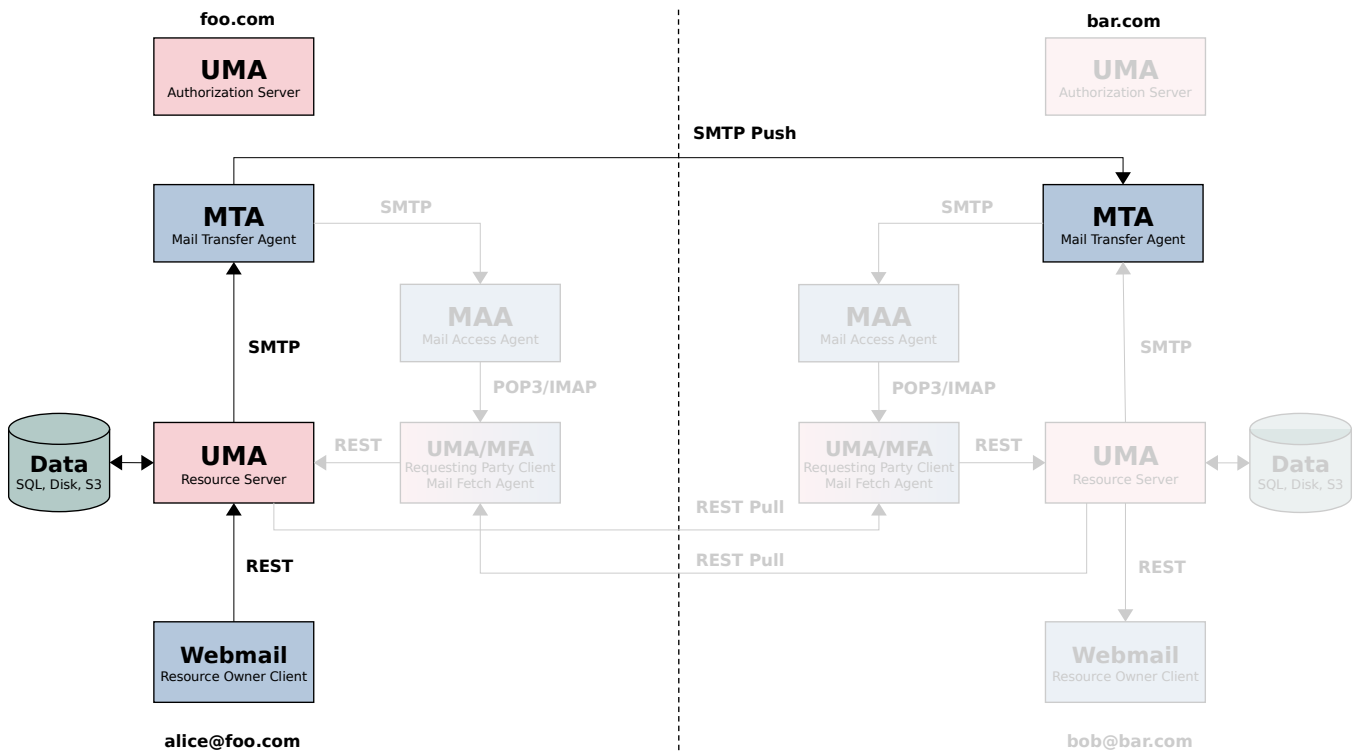 foo.com
bar.com
UMA
Authorization Server
UMA
Authorization Server
SMTP Push
MTA
Mail Transfer Agent
SMTP
SMTP
MTA
Mail Transfer Agent
MAA
Mail Access Agent
MAA
Mail Access Agent
SMTP
SMTP
POP3/IMAP
POP3/IMAP
Data
SQL, Disk, S3
UMA
Resource Server
REST
UMA/MFA
Requesting Party Client
Mail Fetch Agent
UMA/MFA
Requesting Party Client
Mail Fetch Agent
REST
UMA
Resource Server
Data
SQL, Disk, S3
REST Pull
REST Pull
REST
REST
Webmail
Resource Owner Client
Webmail
Resource Owner Client
alice@foo.com
bob@bar.com